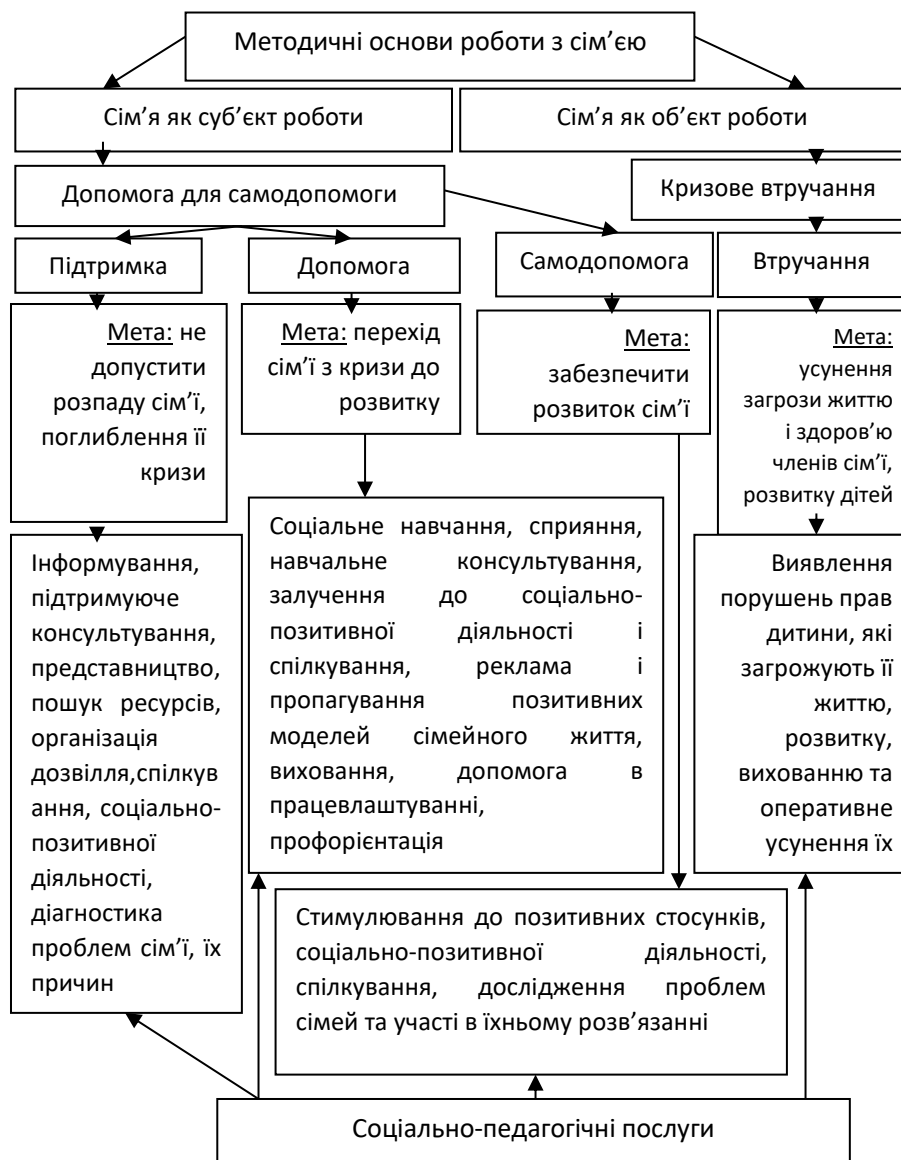 Методичні основи роботи з сім’єю
Сім’я як суб’єкт роботи
Сім’я як об’єкт роботи
Допомога для самодопомоги
Кризове втручання
Підтримка
Допомога
Самодопомога
Втручання
Мета: не
допустити
розпаду сім’ї,
поглиблення її
кризи
Мета: перехід
сім’ї з кризи до
розвитку
Мета:
забезпечити
розвиток сім’ї
Мета:
усунення
загрози життю
і здоров’ю
членів сім’ї,
розвитку дітей
Інформування,
підтримуюче
консультування,
представництво,
пошук ресурсів,
організація
дозвілля,спілкув
ання, соціально-
позитивної
діяльності,
діагностика
проблем сім’ї, їх
причин
Соціальне навчання, сприяння,
навчальне консультування,
залучення до соціально-
позитивної діяльності і
спілкування, реклама і
пропагування позитивних
моделей сімейного життя,
виховання, допомога в
працевлаштуванні,
профорієнтація
Виявлення
порушень прав
дитини, які
загрожують її
життю,
розвитку,
вихованню та
оперативне
усунення їх
Стимулювання до позитивних стосунків,
соціально-позитивної діяльності,
спілкування, дослідження проблем
сімей та участі в їхньому розв’язанні
Соціально-педагогічні послуги